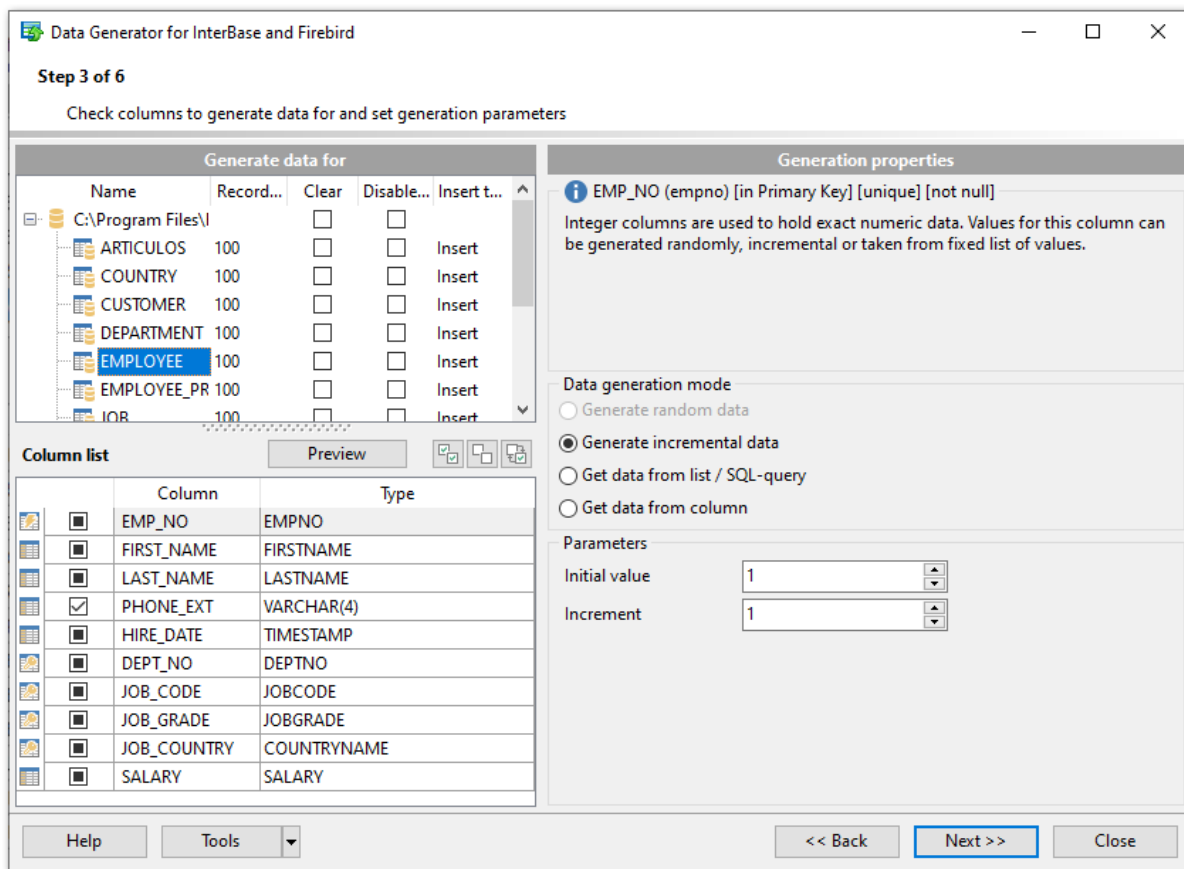 Data Generator for InterBase and Firebird
Step 3 of 6
Check columns to generate data for and set generation parameters
Generate data for
Name Record... Clear Disable... Insert t...
C:\Program Files\I
ARTICULOS 100 Insert
COUNTRY 100 Insert
CUSTOMER 100 Insert
DEPARTMENT 100 Insert
EMPLOYEE 100 Insert
EMPLOYEE_PR 100 Insert
JOB 100 Insert
Column list Preview
Column Type
EMP_NO EMPNO
FIRST_NAME FIRSTNAME
LAST_NAME LASTNAME
PHONE_EXT VARCHAR(4)
HIRE_DATE TIMESTAMP
DEPT_NO DEPTNO
JOB_CODE JOBCODE
JOB_GRADE JOBGRADE
JOB_COUNTRY COUNTRYNAME
SALARY SALARY
Generation properties
EMP_NO (empno) [in Primary Key] [unique] [not null]
Integer columns are used to hold exact numeric data. Values for this column can
be generated randomly, incremental or taken from fixed list of values.
Data generation mode
Generate random data
Generate incremental data
Get data from list / SQL-query
Get data from column
Parameters
Initial value 1
Increment 1
Help Tools << Back Next >> Close